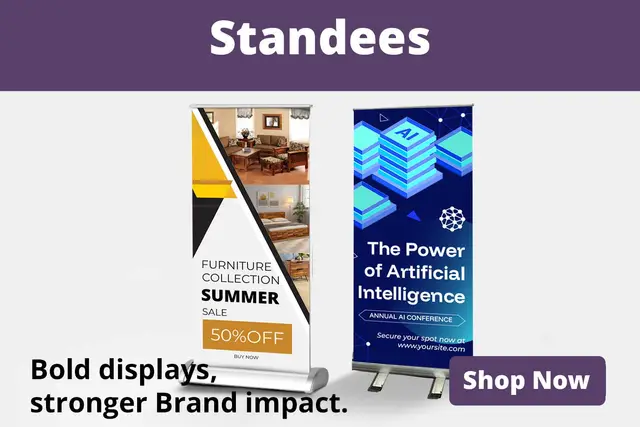 Standees
FURNITURE
COLLECTION
SUMMER
SALE
50%OFF
BUY NOW
AI
The Power
of Artificial
Intelligence
ANNUAL AI CONFERENCE
Secure your spot now at
www.yoursite.com
Bold displays,
stronger Brand impact.
Shop Now